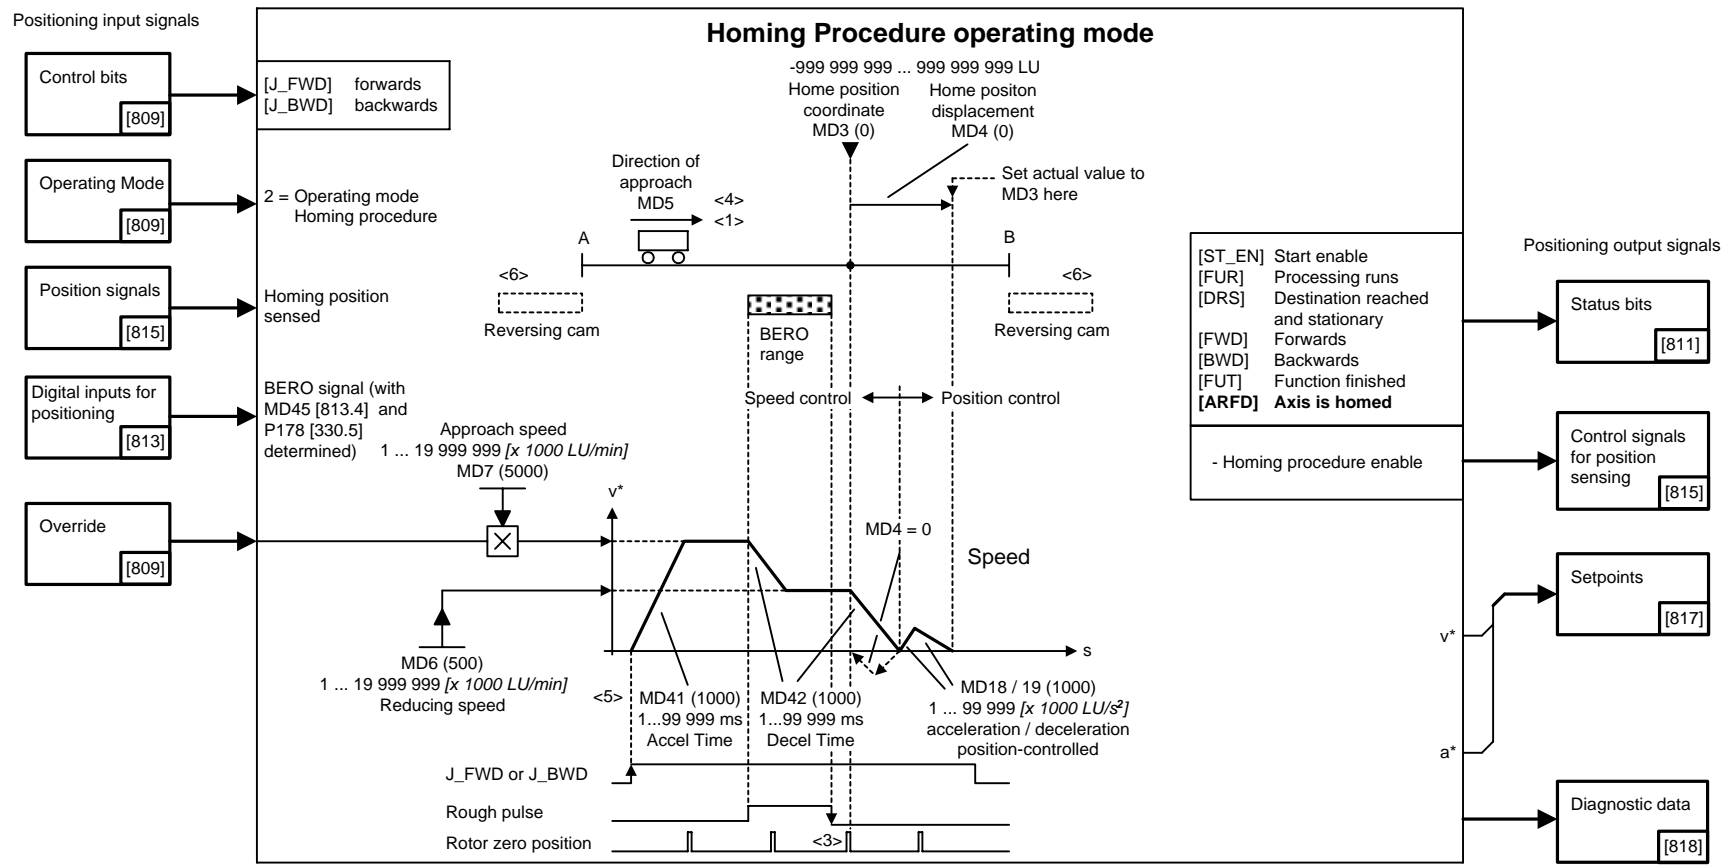 Positioning input signals
Homing Procedure operating mode
Control bits
[809]
[J_FWD] forwards
[J_BWD] backwards
-999 999 999 ... 999 999 999 LU
Home position
coordinate
MD3 (0)
Home positon
displacement
MD4 (0)
Operating Mode
[809]
2 = Operating mode
Homing procedure
Direction of
approach
MD5
<4>
<1>
Set actual value to
MD3 here
A
B
Position signals
[815]
Homing position
sensed
<6>
Reversing cam
BERO
range
<6>
Reversing cam
[ST_EN] Start enable
[FUR] Processing runs
[DRS] Destination reached
and stationary
[FWD] Forwards
[BWD] Backwards
[FUT] Function finished
[ARFD] Axis is homed
- Homing procedure enable
Positioning output signals
Status bits
[811]
Control signals
for position
sensing
[815]
Digital inputs for
positioning
[813]
BERO signal (with
MD45 [813.4] and
P178 [330.5]
determined)
Speed control
Position control
Approach speed
1 ... 19 999 999 [x 1000 LU/min]
MD7 (5000)
Override
[809]
v*
MD4 = 0
Speed
s
MD6 (500)
1 ... 19 999 999 [x 1000 LU/min]
Reducing speed
<5>
MD41 (1000)
1...99 999 ms
Accel Time
MD42 (1000)
1...99 999 ms
Decel Time
MD18 / 19 (1000)
1 ... 99 999 [x 1000 LU/s²]
acceleration / deceleration
position-controlled
Setpoints
[817]
v*
a*
J_FWD or J_BWD
Rough pulse
Rotor zero position
<3>
Diagnostic data
[818]